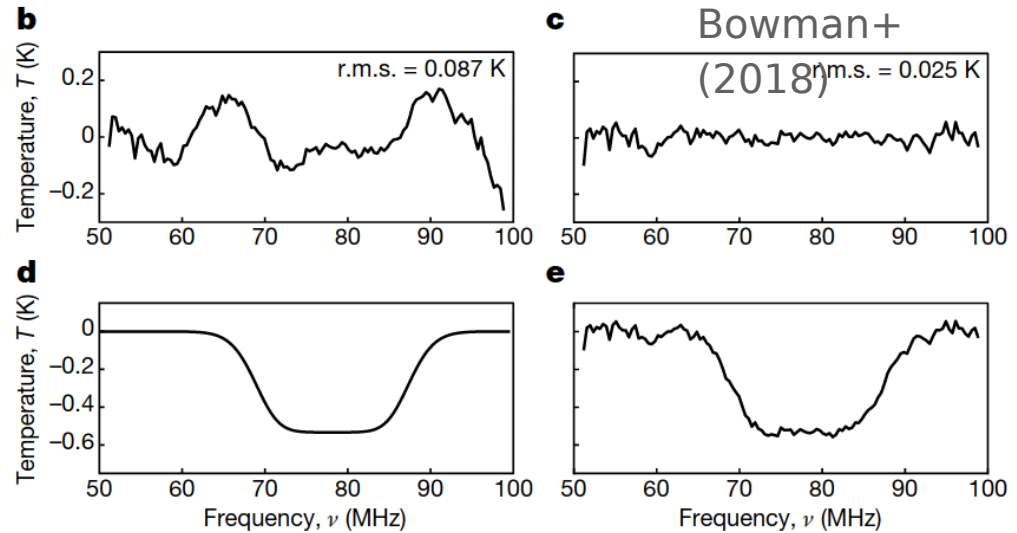 b
r.m.s. = 0.087 K
Temperature, T (K)
0.2
0
−0.2
50 60 70 80 90 100
c
Bowman+
(2018)
r.m.s. = 0.025 K
50 60 70 80 90 100
d
Temperature, T (K)
0
−0.2
−0.4
−0.6
50 60 70 80 90 100
Frequency, ν (MHz)
e
50 60 70 80 90 100
Frequency, ν (MHz)